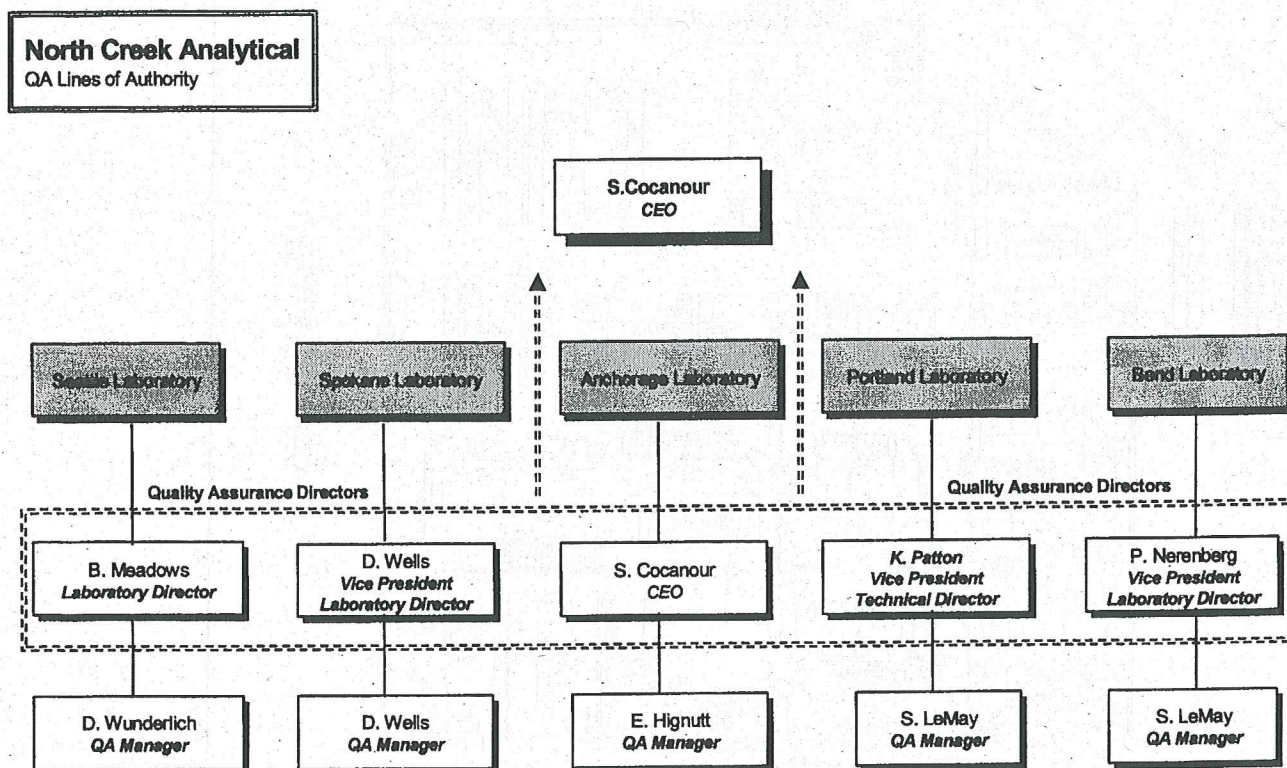 North Creek Analytical
QA Lines of Authority
S.Cocanour
CEO
Seattle Laboratory
Spokane Laboratory
Anchorage Laboratory
Portland Laboratory
Bend Laboratory
Quality Assurance Directors
Quality Assurance Directors
B. Meadows
Laboratory Director
D. Wells
Vice President
Laboratory Director
S. Cocanour
CEO
K. Patton
Vice President
Technical Director
P. Nerenberg
Vice President
Laboratory Director
D. Wunderlich
QA Manager
D. Wells
QA Manager
E. Hignutt
QA Manager
S. LeMay
QA Manager
S. LeMay
QA Manager